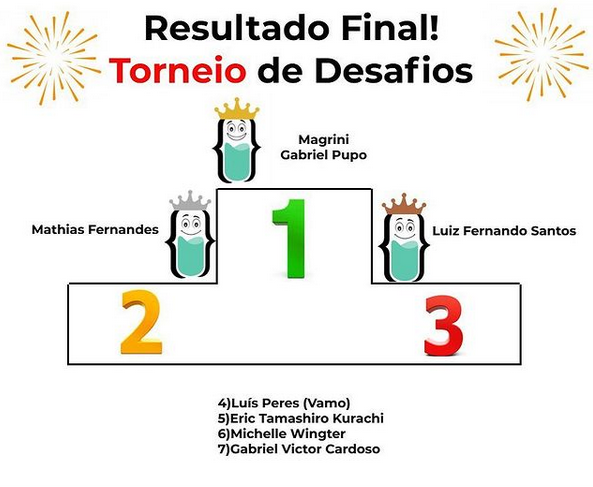 Resultado Final!
Torneio de Desafios
Magrini
Gabriel Pupo
1
Mathias Fernandes
Luiz Fernando Santos
2
3
4)Luís Peres (Vamo)
5)Eric Tamashiro Kurachi
6)Michelle Wingter
7)Gabriel Victor Cardoso